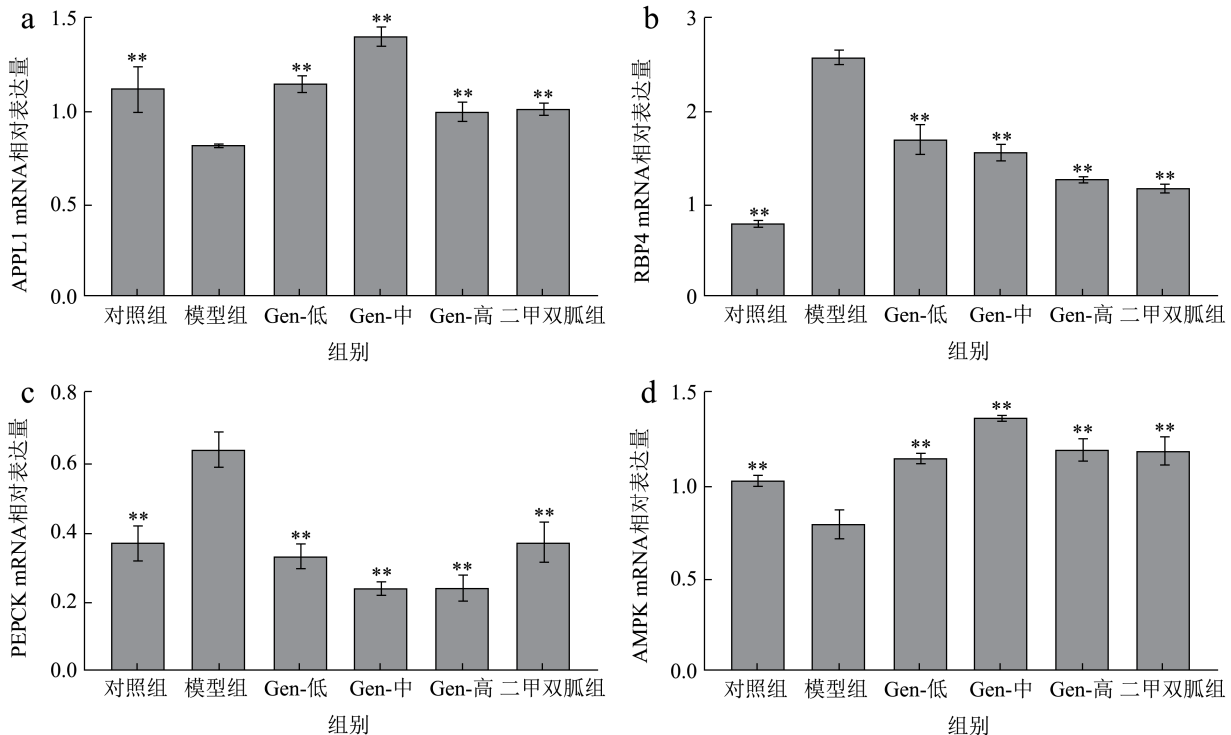 a
APPL1 mRNA相对表达量
1.5
1.0
0.5
0.0
**
**
**
**
**
对照组 模型组 Gen-低 Gen-中 Gen-高 二甲双胍组
组别
b
RBP4 mRNA相对表达量
3
2
1
0
**
**
**
**
**
对照组 模型组 Gen-低 Gen-中 Gen-高 二甲双胍组
组别
c
PEPCK mRNA相对表达量
0.8
0.6
0.4
0.2
0.0
**
**
**
**
**
对照组 模型组 Gen-低 Gen-中 Gen-高 二甲双胍组
组别
d
AMPK mRNA相对表达量
1.5
1.0
0.5
0.0
**
**
**
**
**
对照组 模型组 Gen-低 Gen-中 Gen-高 二甲双胍组
组别